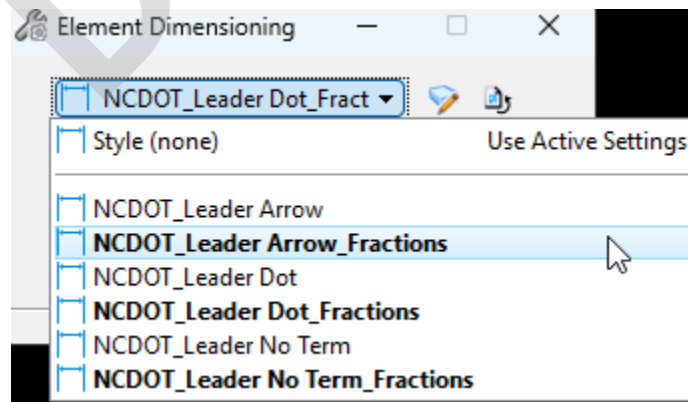 Element Dimensioning
NCDOT_Leader Dot_Fract
Style (none) Use Active Settings
NCDOT_Leader Arrow
NCDOT_Leader Arrow_Fractions
NCDOT_Leader Dot
NCDOT_Leader Dot_Fractions
NCDOT_Leader No Term
NCDOT_Leader No Term_Fractions